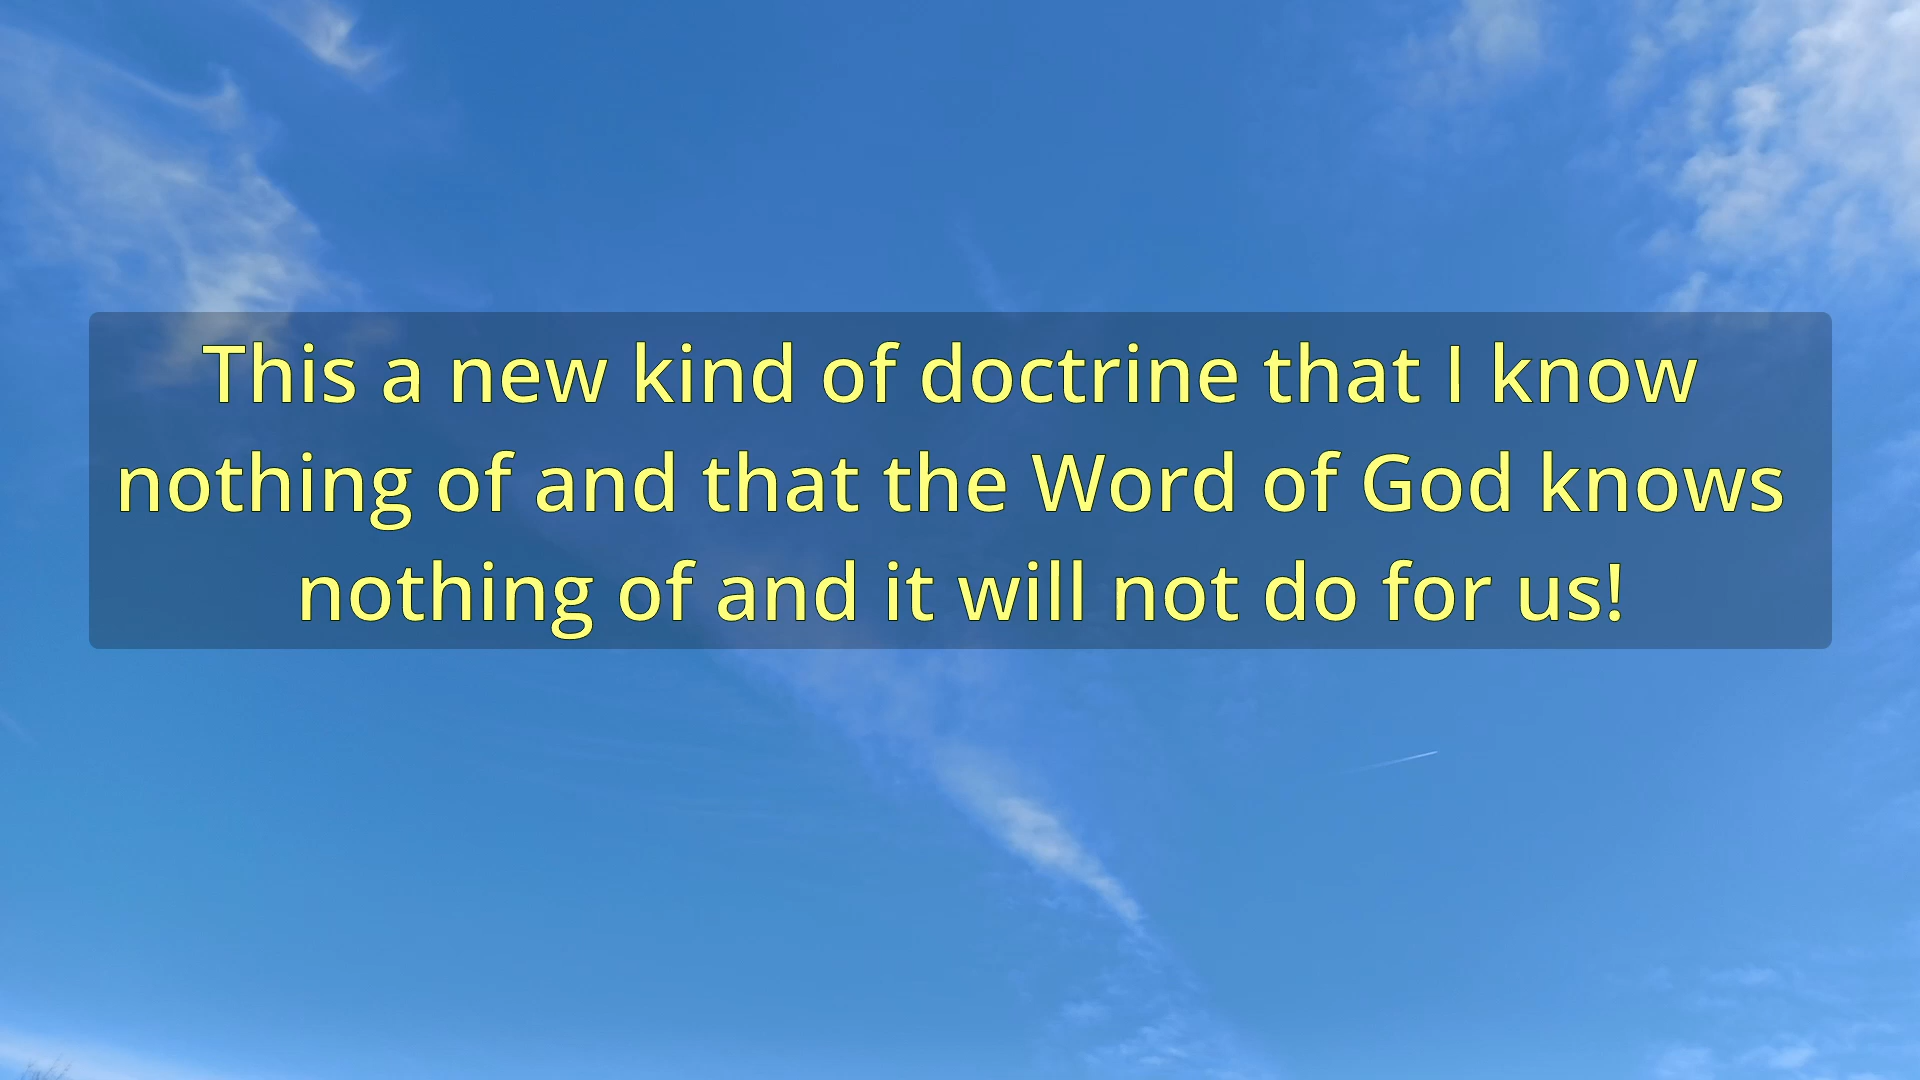 This a new kind of doctrine that I know
nothing of and that the Word of God knows
nothing of and it will not do for us!